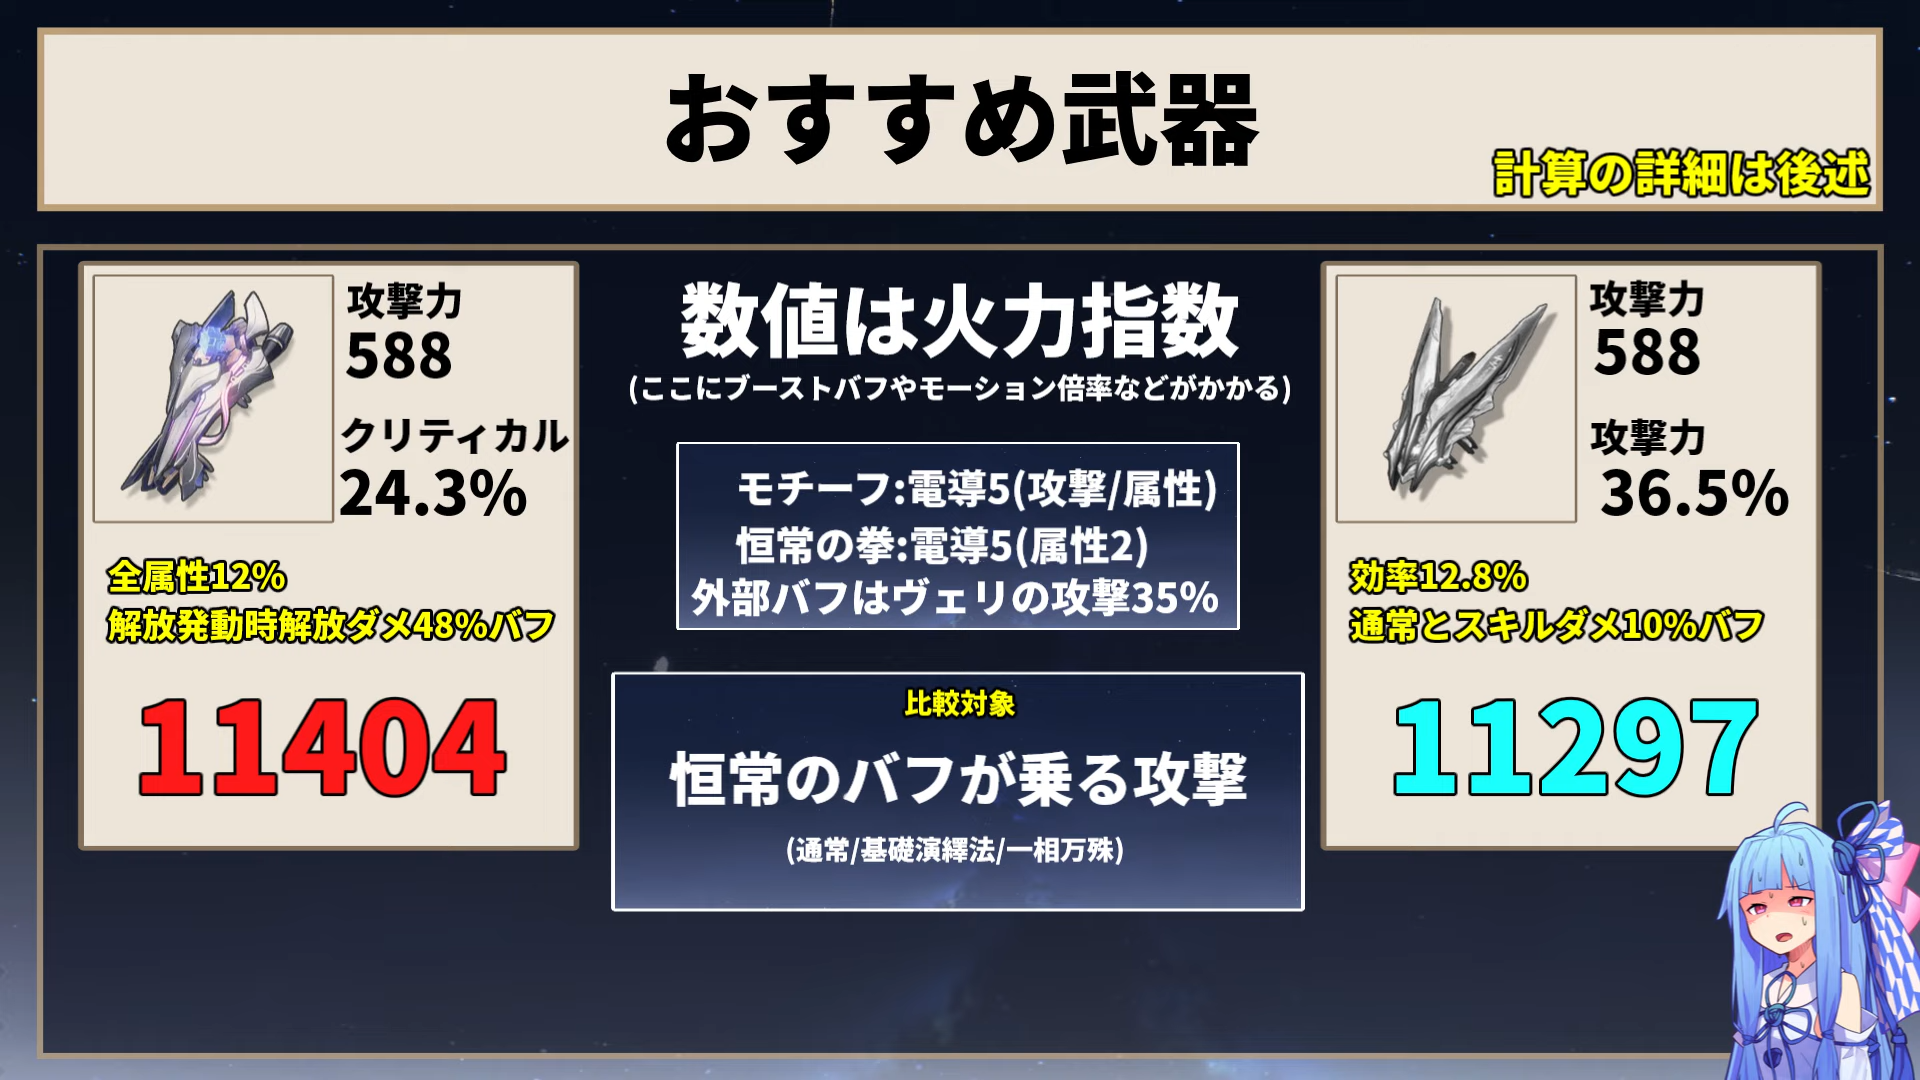 おすすめ武器
計算の詳細は後述
攻撃力
588
クリティカル
24.3%
全属性12%
解放発動時解放ダメ48%バフ
11404
数値は火力指数
(ここにブーストバフやモーション倍率などがかかる)
モチーフ:電導5(攻撃/属性)
恒常の拳:電導5(属性2)
外部バフはヴェリの攻撃35%
比較対象
恒常のバフが乗る攻撃
(通常/基礎演繹法/一相万殊)
攻撃力
588
攻撃力
36.5%
効率12.8%
通常とスキルダメ10%バフ
11297